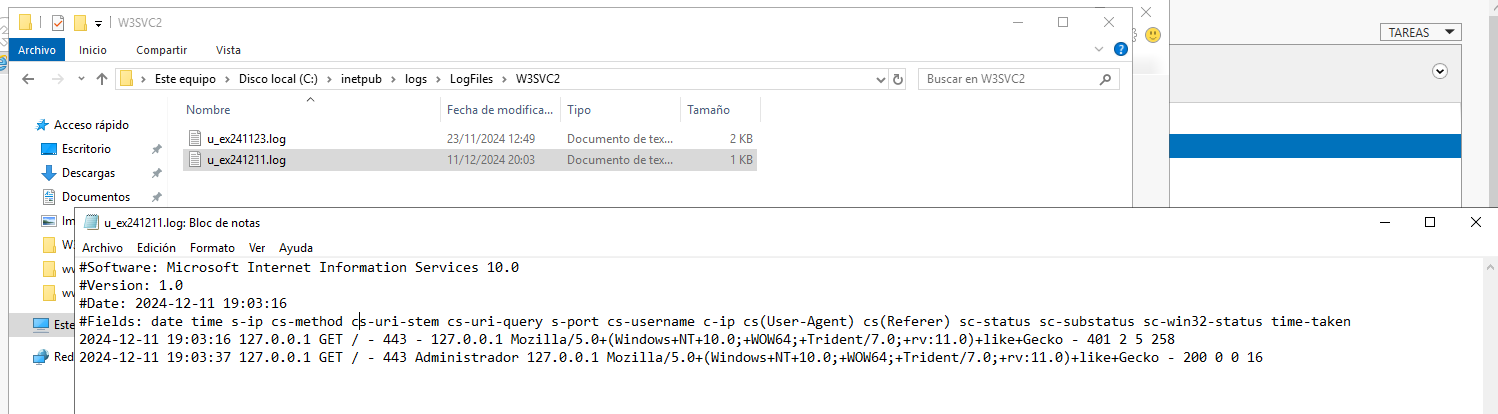 W3SVC2
TAREAS
Archivo Inicio Compartir Vista
Este equipo Disco local (C:) inetpub logs LogFiles W3SVC2 Buscar en W3SVC2
Nombre Fecha de modifica... Tipo Tamaño
Acceso rápido
Escritorio
Descargas
Documentos
u_ex241123.log 23/11/2024 12:49 Documento de tex... 2 KB
u_ex241211.log 11/12/2024 20:03 Documento de tex... 1 KB
Este
Red
u_ex241211.log: Bloc de notas
Archivo Edición Formato Ver Ayuda
#Software: Microsoft Internet Information Services 10.0
#Version: 1.0
#Date: 2024-12-11 19:03:16
#Fields: date time s-ip cs-method cs-uri-stem cs-uri-query s-port cs-username c-ip cs(User-Agent) cs(Referer) sc-status sc-substatus sc-win32-status time-taken
2024-12-11 19:03:16 127.0.0.1 GET / - 443 - 127.0.0.1 Mozilla/5.0+(Windows+NT+10.0;+WOW64;+Trident/7.0;+rv:11.0)+like+Gecko - 401 2 5 258
2024-12-11 19:03:37 127.0.0.1 GET / - 443 Administrador 127.0.0.1 Mozilla/5.0+(Windows+NT+10.0;+WOW64;+Trident/7.0;+rv:11.0)+like+Gecko - 200 0 0 16